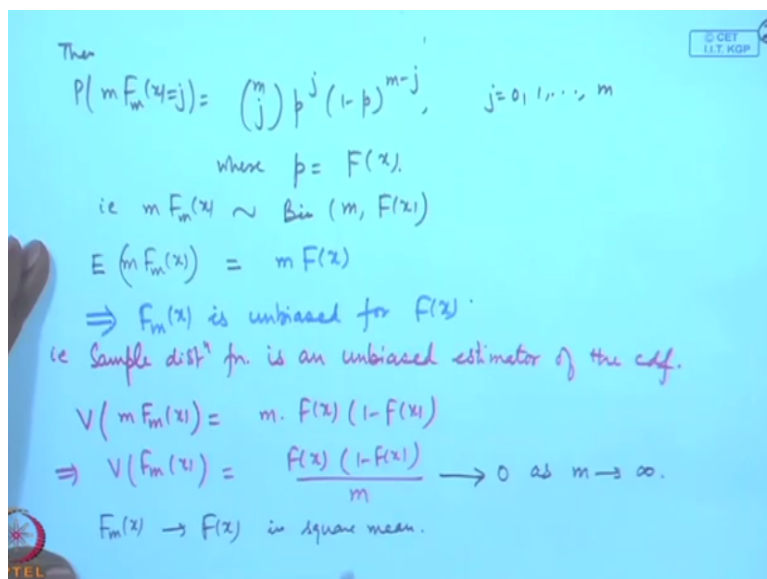 © CET
I.I.T. KGP
Then
P(m Fₘ(x)=j) = (m j) p^j (1-p)^{m-j}, j=0,1,..., m
where p = F(x).
ie m Fₘ(x) ~ Bin (m, F(x))
E (m Fₘ(x)) = m F(x)
⇒ Fₘ(x) is unbiased for F(x).
ie Sample distⁿ fn. is an unbiased estimator of the cdf.
V(m Fₘ(x)) = m. F(x) (1-F(x))
⇒ V(Fₘ(x)) = F(x) (1-F(x)) / m → 0 as m → ∞.
Fₘ(x) → F(x) in square mean.
PTEL